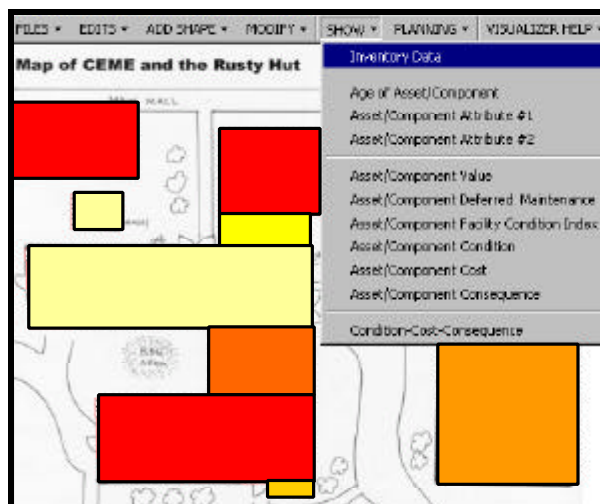 FILES EDITS ADD SHAPE MODIFY SHOW PLANNING VISUALIZER HELP
Map of CEME and the Rusty Hut
Inventory Data
Age of Asset/Component
Asset/Component Attribute #1
Asset/Component Attribute #2
Asset/Component Value
Asset/Component Deferred Maintenance
Asset/Component Facility Condition Index
Asset/Component Condition
Asset/Component Cost
Asset/Component Consequence
Condition-Cost-Consequence
MALL